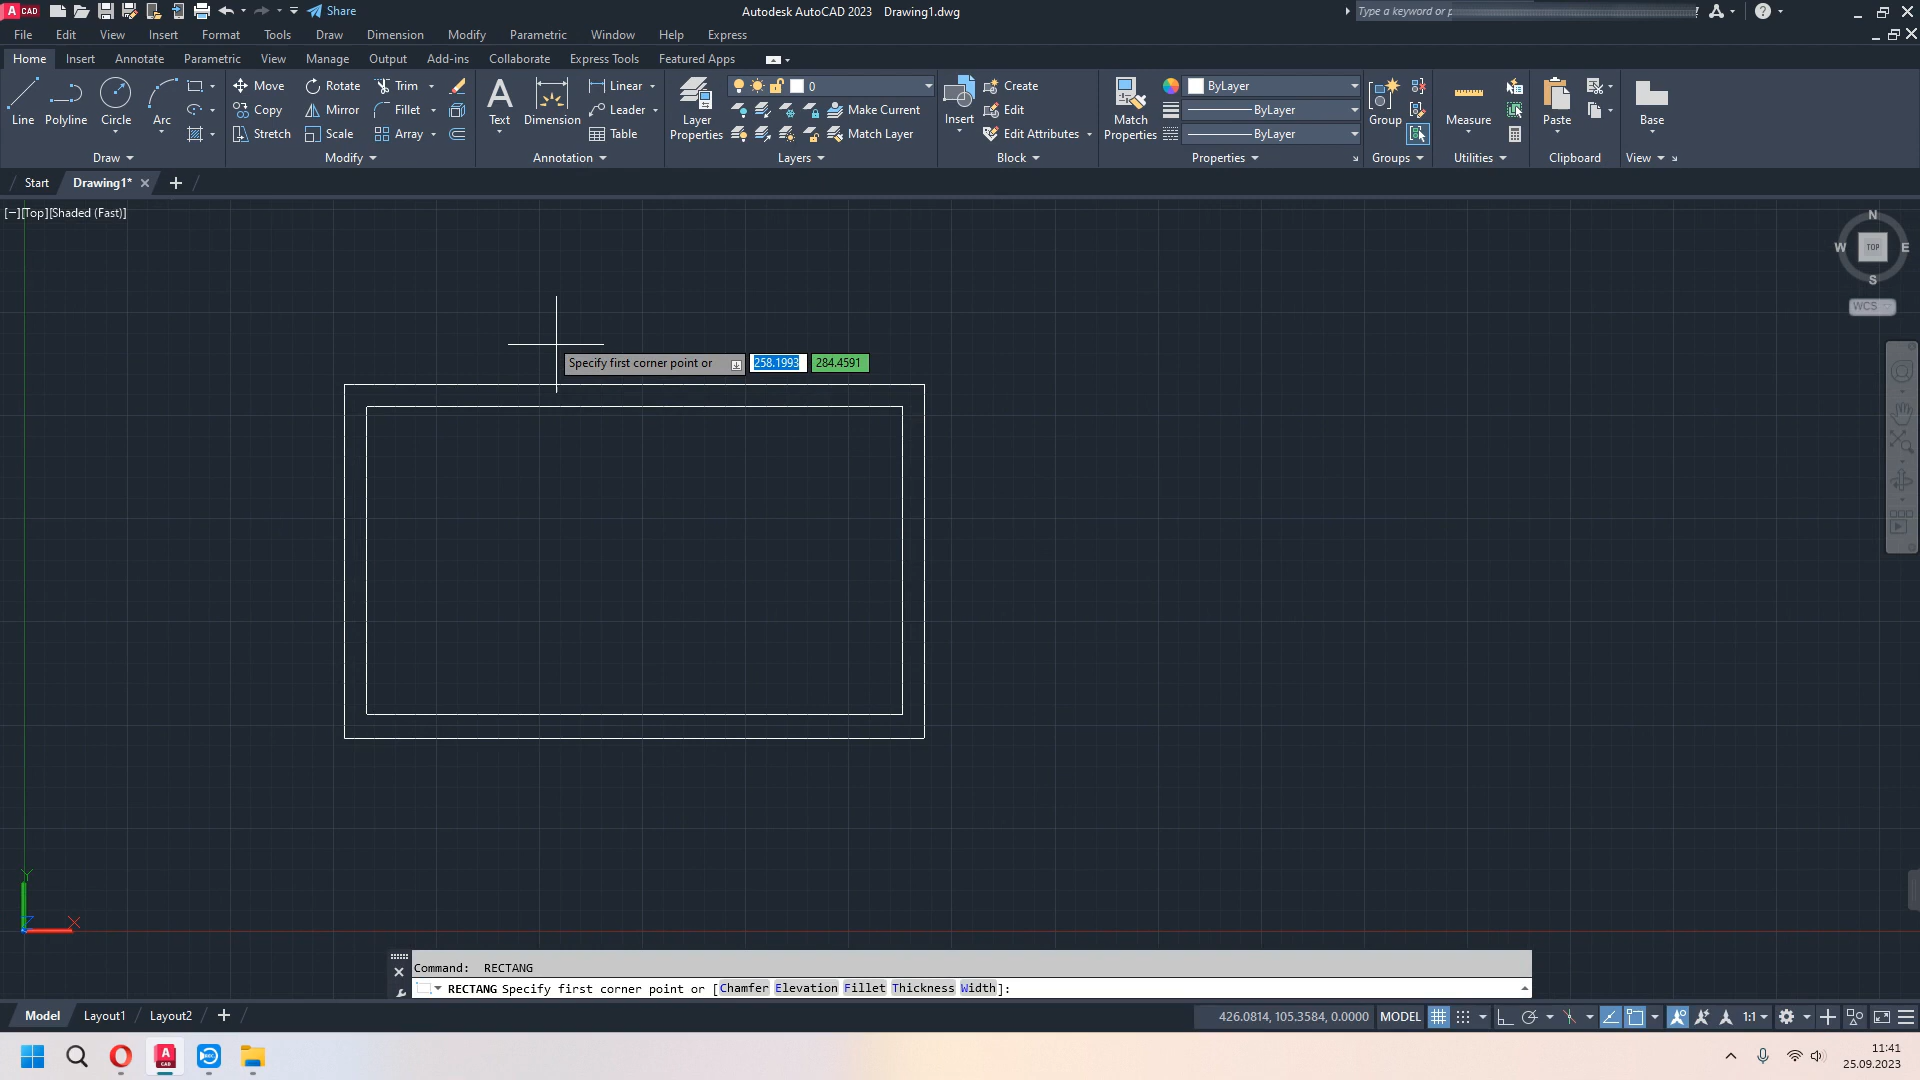 A CAD Share Autodesk AutoCAD 2023 Drawing1.dwg Type a keyword or
File Edit View Insert Format Tools Draw Dimension Modify Parametric Window Help Express
Home Insert Annotate Parametric View Manage Output Add-ins Collaborate Express Tools Featured Apps
Line Polyline Circle Arc
Move Rotate Trim
Copy Mirror Fillet
Stretch Scale Array
Text Dimension
Linear
Leader
Table
Layer Properties
0
Make Current
Match Layer
Insert
Create
Edit
Edit Attributes
Match Properties
ByLayer
ByLayer
ByLayer
Group
Measure
Paste
Base
Draw Modify Annotation Layers Block Properties Groups Utilities Clipboard View
Start Drawing1* +
[−][Top][Shaded (Fast)]
N
W TOP E
S
WCS
Specify first corner point or 258.1993 284.4591
Y
X
Command: RECTANG
RECTANG Specify first corner point or [Chamfer Elevation Fillet Thickness Width]:
Model Layout1 Layout2 +
426.0814, 105.3584, 0.0000 MODEL 1:1
11:41
25.09.2023